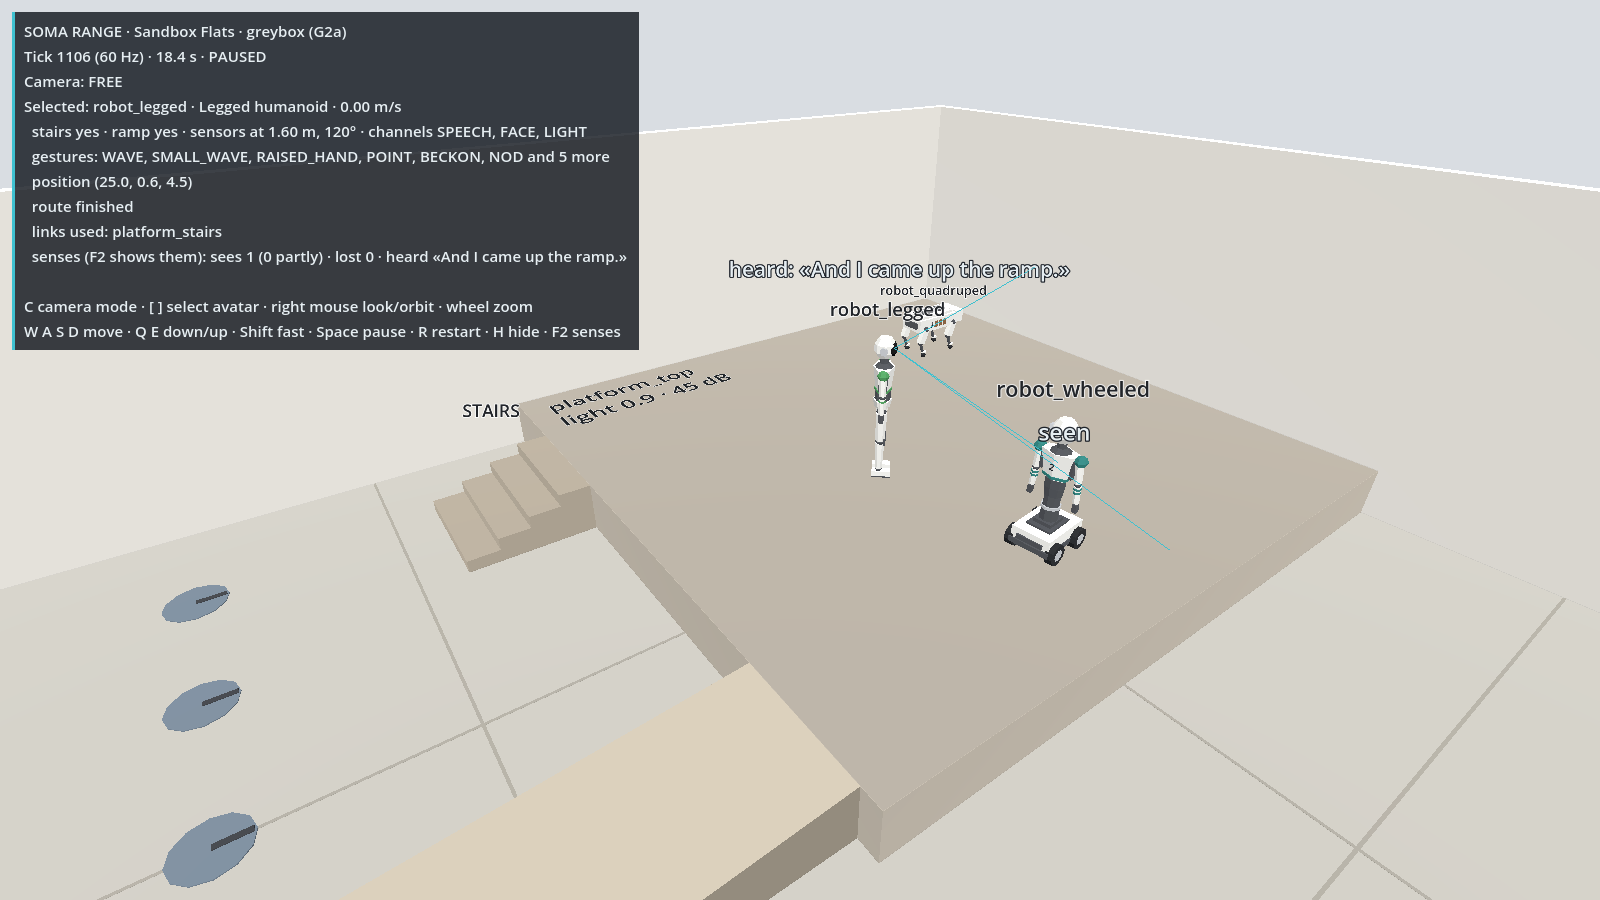 SOMA RANGE · Sandbox Flats · greybox (G2a)
Tick 1106 (60 Hz) · 18.4 s · PAUSED
Camera: FREE
Selected: robot_legged · Legged humanoid · 0.00 m/s
stairs yes · ramp yes · sensors at 1.60 m, 120° · channels SPEECH, FACE, LIGHT
gestures: WAVE, SMALL_WAVE, RAISED_HAND, POINT, BECKON, NOD and 5 more
position (25.0, 0.6, 4.5)
route finished
links used: platform_stairs
senses (F2 shows them): sees 1 (0 partly) · lost 0 · heard «And I came up the ramp.»
C camera mode · [ ] select avatar · right mouse look/orbit · wheel zoom
W A S D move · Q E down/up · Shift fast · Space pause · R restart · H hide · F2 senses
heard: «And I came up the ramp.»
robot_quadruped
robot_legged
platform_top
light 0.9 · 45 dB
robot_wheeled
STAIRS
seen
2